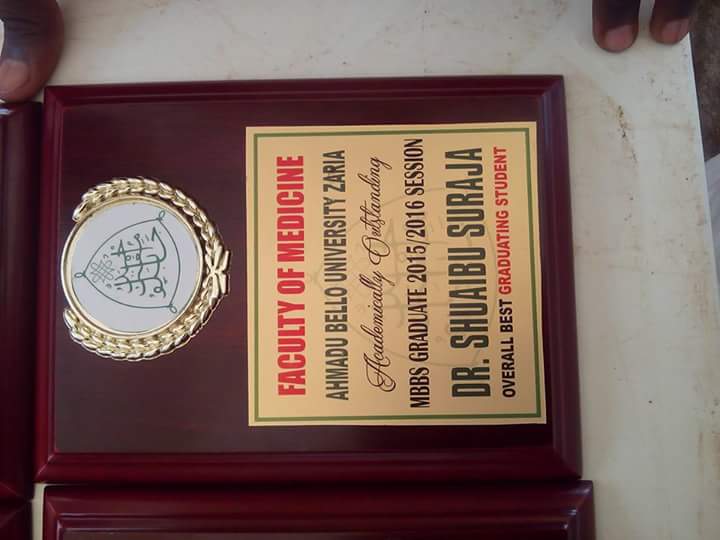 FACULTY OF MEDICINE
AHMADU BELLO UNIVERSITY ZARIA
Academically Outstanding
MBBS GRADUATE 2015/2016 SESSION
DR. SHUAIBU SURAJA
OVERALL BEST GRADUATING STUDENT